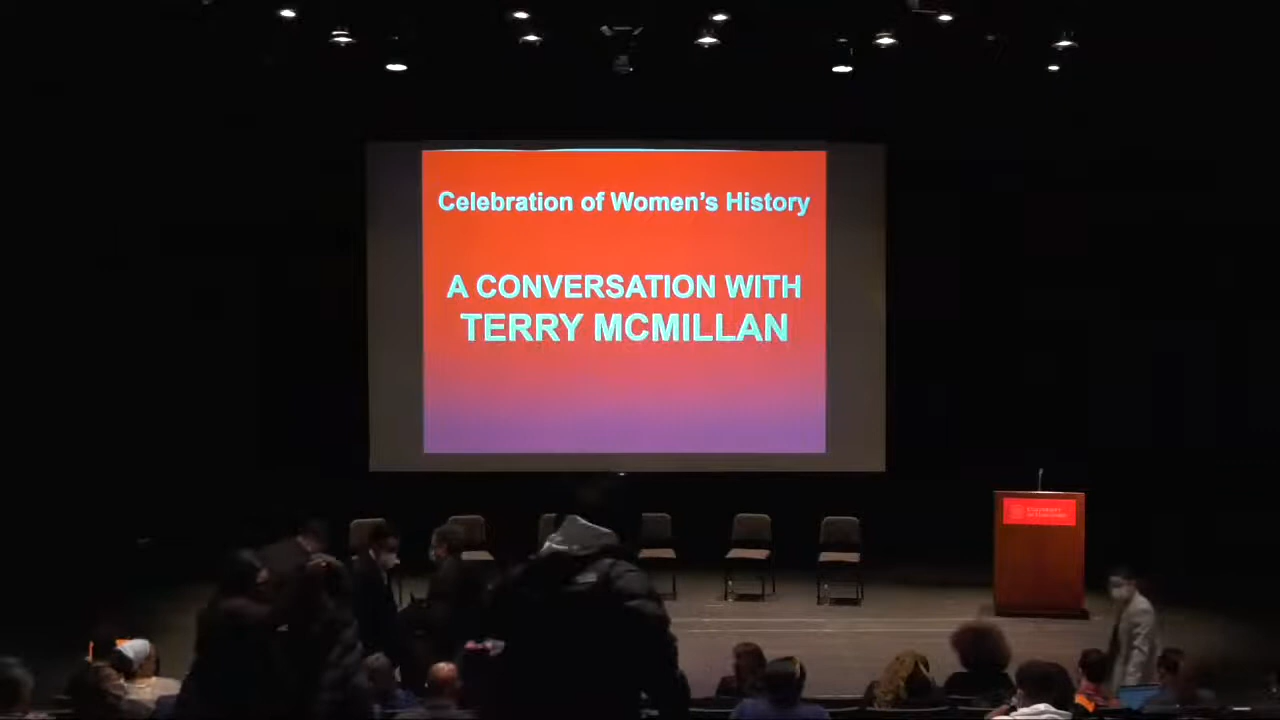 Celebration of Women's History
A CONVERSATION WITH
TERRY MCMILLAN